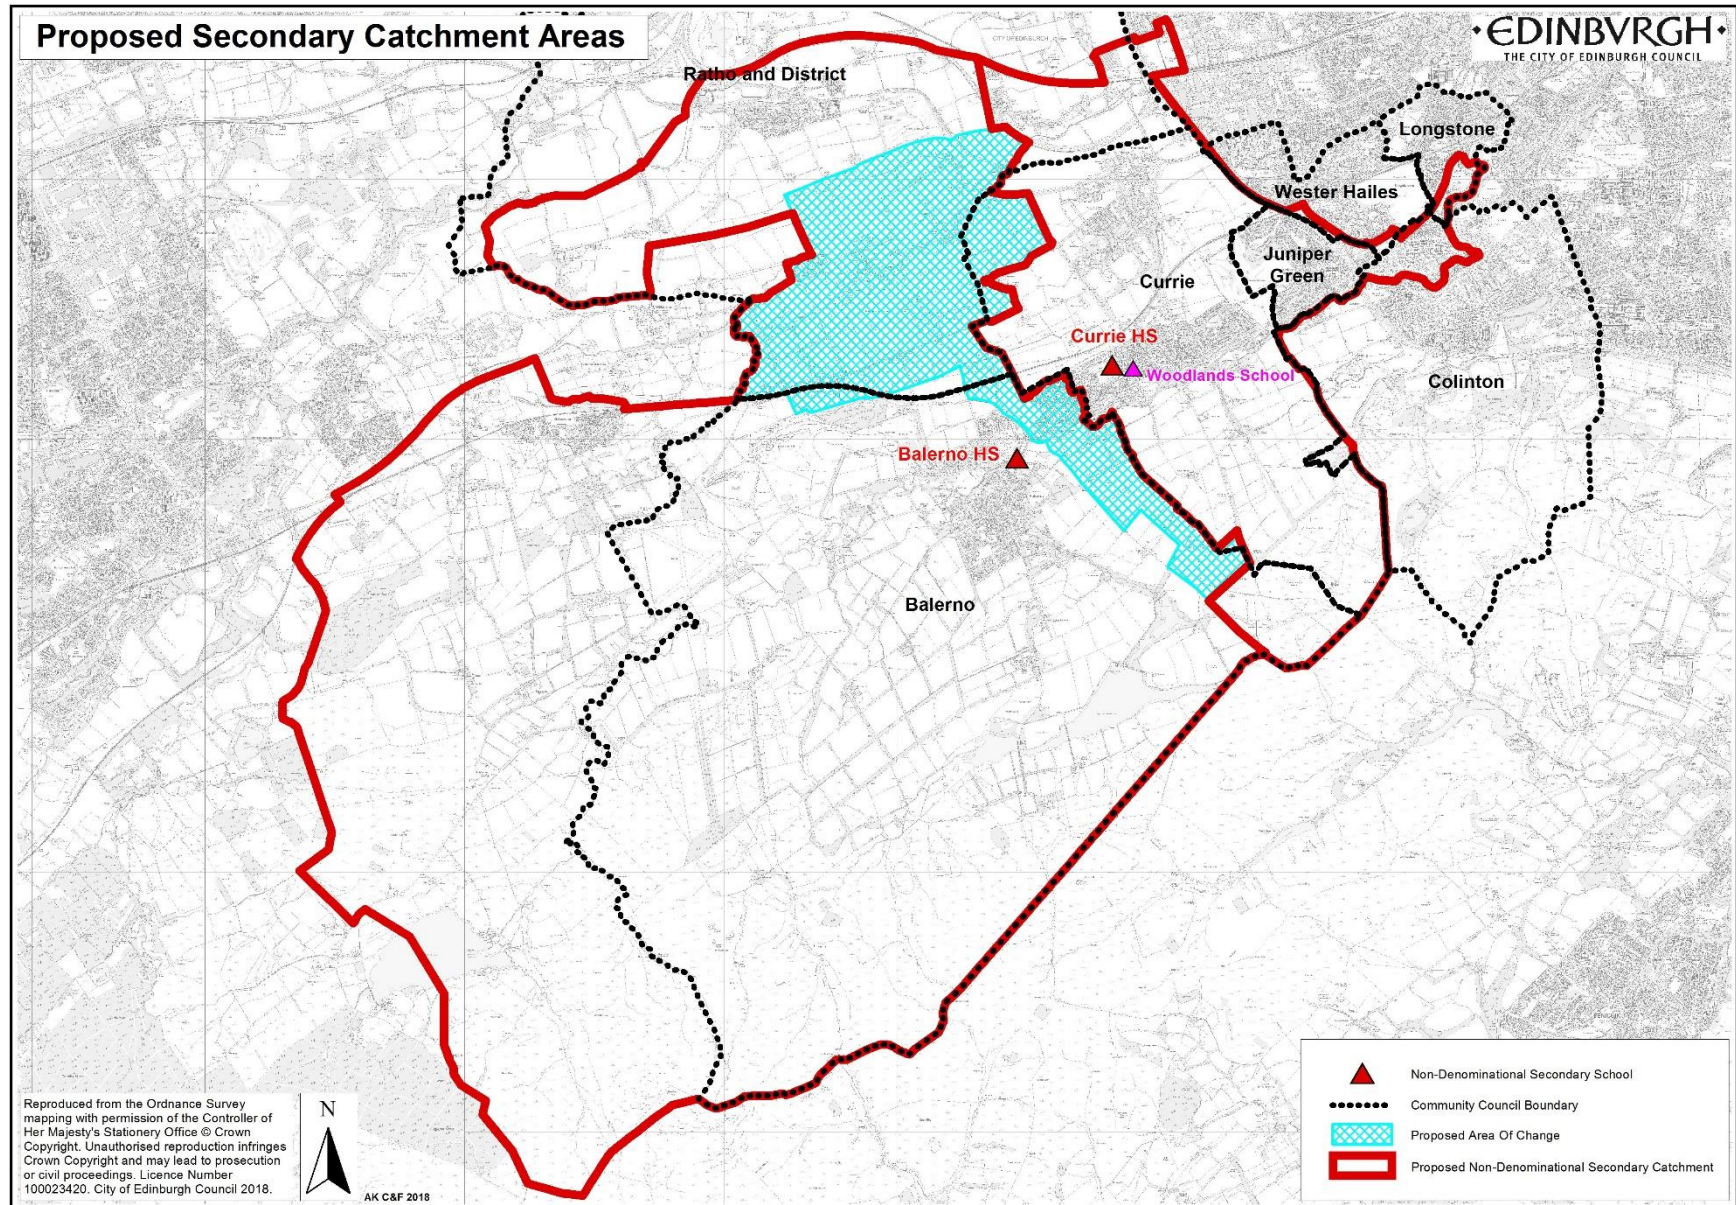 Proposed Secondary Catchment Areas
·EDINBVRGH·
THE CITY OF EDINBURGH COUNCIL
Ratho and District
CITY OF EDINBURGH
Longstone
Wester Hailes
Juniper
Green
Currie
Currie HS
Woodlands School
Colinton
Balerno HS
Balerno
PENICUIK
Non-Denominational Secondary School
Community Council Boundary
Proposed Area Of Change
Proposed Non-Denominational Secondary Catchment
Reproduced from the Ordnance Survey
mapping with permission of the Controller of
Her Majesty's Stationery Office © Crown
Copyright. Unauthorised reproduction infringes
Crown Copyright and may lead to prosecution
or civil proceedings. Licence Number
100023420. City of Edinburgh Council 2018.
N
AK C&F 2018